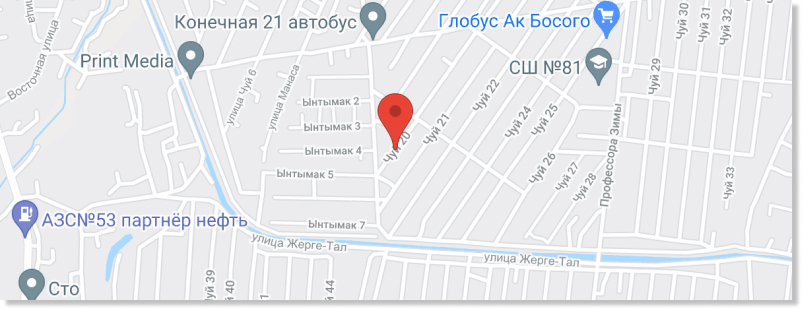 Чуй 30
Чуй 31
Чуй 32
Конечная 21 автобус
Глобус Ак Босого
Восточная улица
Print Media
СШ №81
улица Чуй 6
улица Манаса
Чуй 29
Ынтымак 2
Чуй 22
Ынтымак 3
Чуй 21
Чуй 24
Чуй 25
Профессора Зимы
Ынтымак 4
Чуй 20
Чуй 26
Чуй 27
Чуй 28
Чуй 33
Ынтымак 5
АЗС№53 партнёр нефть
Ынтымак 7
улица Жерге-Тал
улица Жерге-Тал
Сто
Чуй 39
Чуй 40
Чуй 44